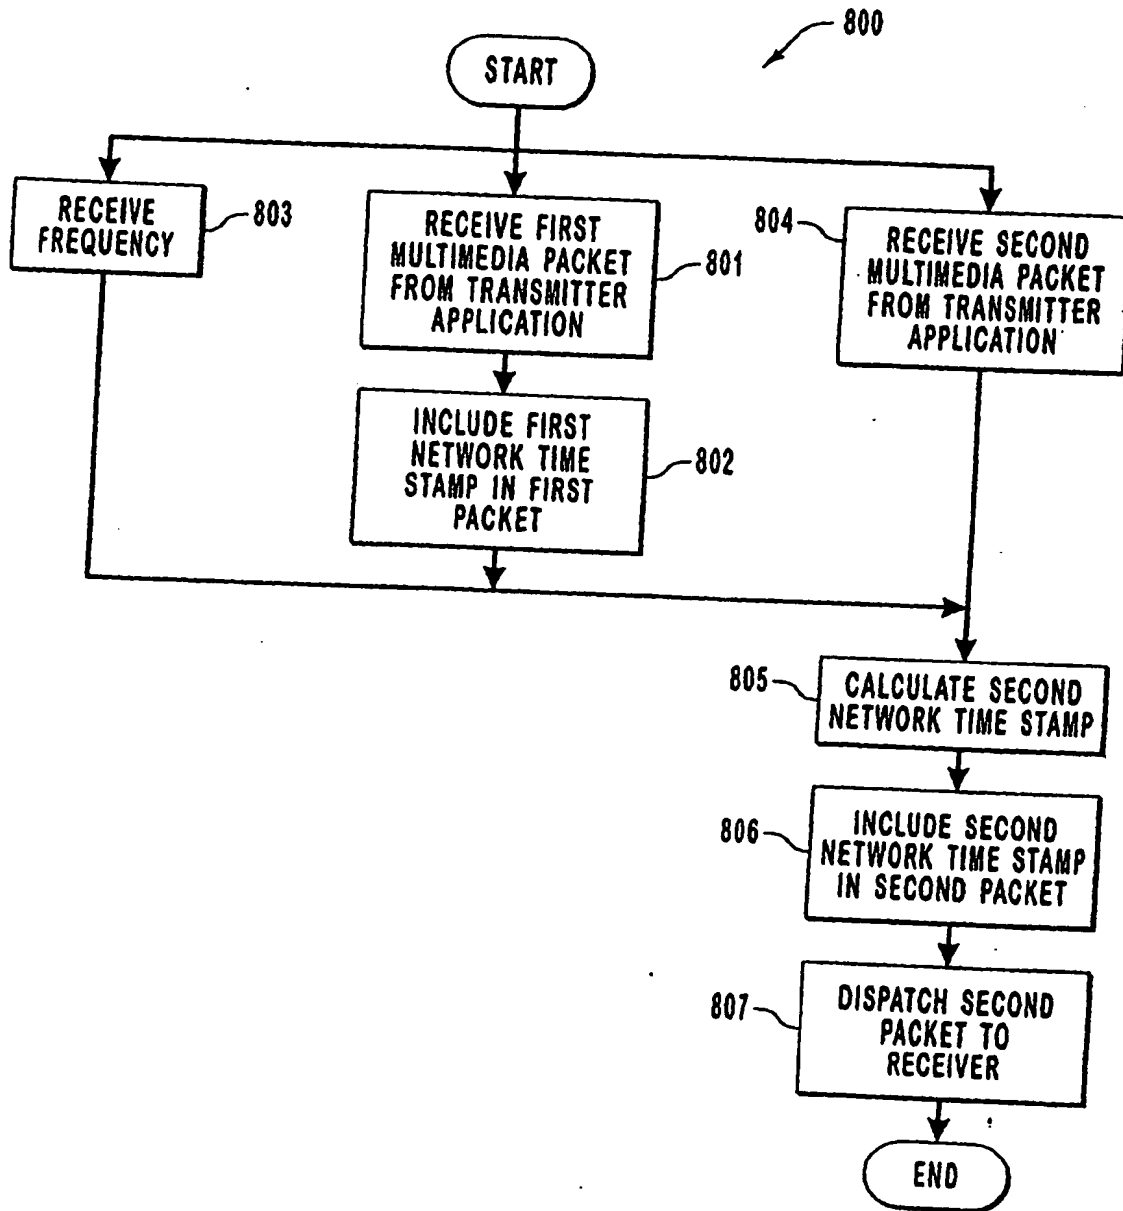 800
START
RECEIVE
FREQUENCY
803
RECEIVE FIRST
MULTIMEDIA PACKET
FROM TRANSMITTER
APPLICATION
801
804
RECEIVE SECOND
MULTIMEDIA PACKET
FROM TRANSMITTER
APPLICATION
INCLUDE FIRST
NETWORK TIME
STAMP IN FIRST
PACKET
802
805
CALCULATE SECOND
NETWORK TIME STAMP
806
INCLUDE SECOND
NETWORK TIME STAMP
IN SECOND PACKET
807
DISPATCH SECOND
PACKET TO
RECEIVER
END